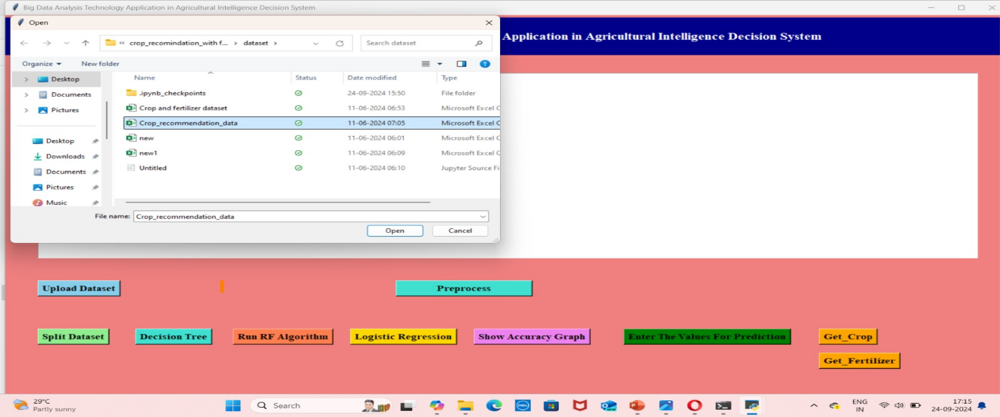 Big Data Analysis Technology Application in Agricultural Intelligence Decision System
Open
Application in Agricultural Intelligence Decision System
« crop_recomindation_with f... › dataset ›
Search dataset
Organize
New folder
Name Status Date modified Type
Desktop
Documents
Pictures
.ipynb_checkpoints 24-09-2024 15:50 File folder
Crop and fertilizer dataset 11-06-2024 06:53 Microsoft Excel C
Crop_recommendation_data 11-06-2024 07:05 Microsoft Excel C
new 11-06-2024 06:01 Microsoft Excel C
new1 11-06-2024 06:09 Microsoft Excel C
Untitled 11-06-2024 06:10 Jupyter Source Fi
Desktop
Downloads
Documents
Pictures
Music
File name: Crop_recommendation_data
Open Cancel
Upload Dataset Preprocess
Split Dataset Decision Tree Run RF Algorithm Logistic Regression Show Accuracy Graph Enter The Values For Prediction Get_Crop
Get_Fertilizer
29°C
Partly sunny
Search
DELL
NEW
ENG
IN
17:15
24-09-2024